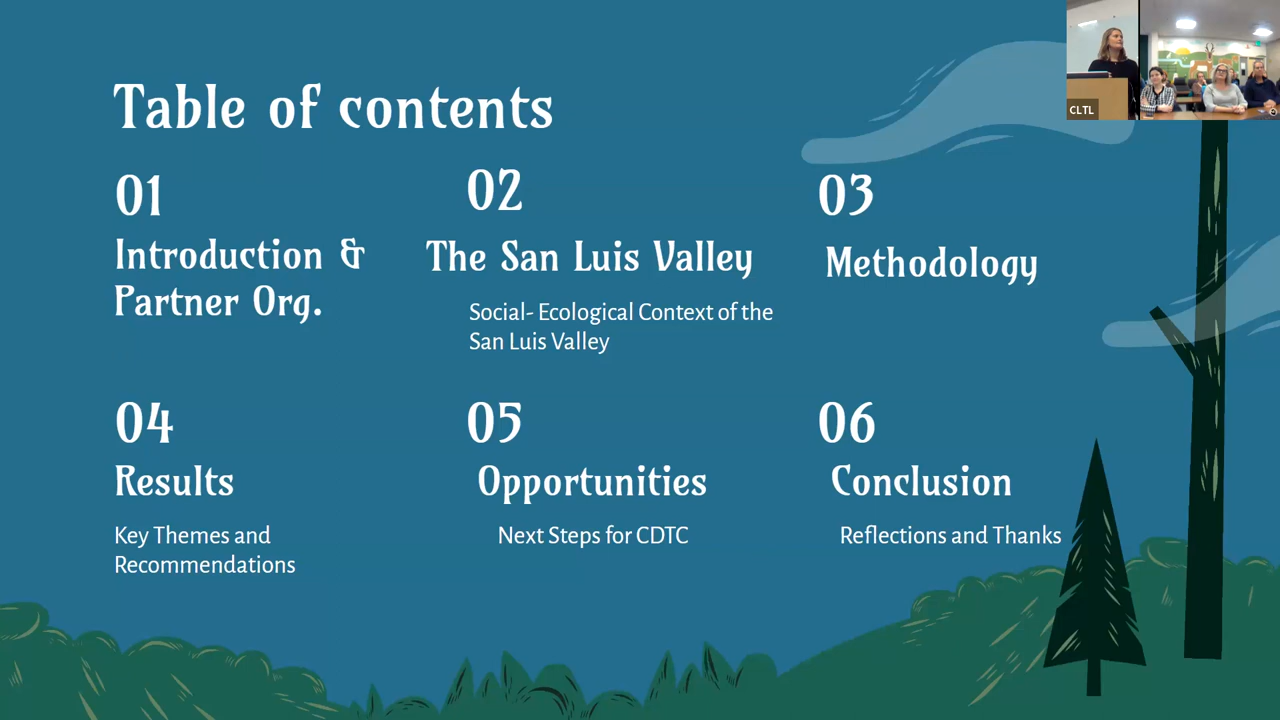 Table of contents
01
Introduction &
Partner Org.
02
The San Luis Valley
Social- Ecological Context of the
San Luis Valley
03
Methodology
04
Results
Key Themes and
Recommendations
05
Opportunities
Next Steps for CDTC
06
Conclusion
Reflections and Thanks
CLTL